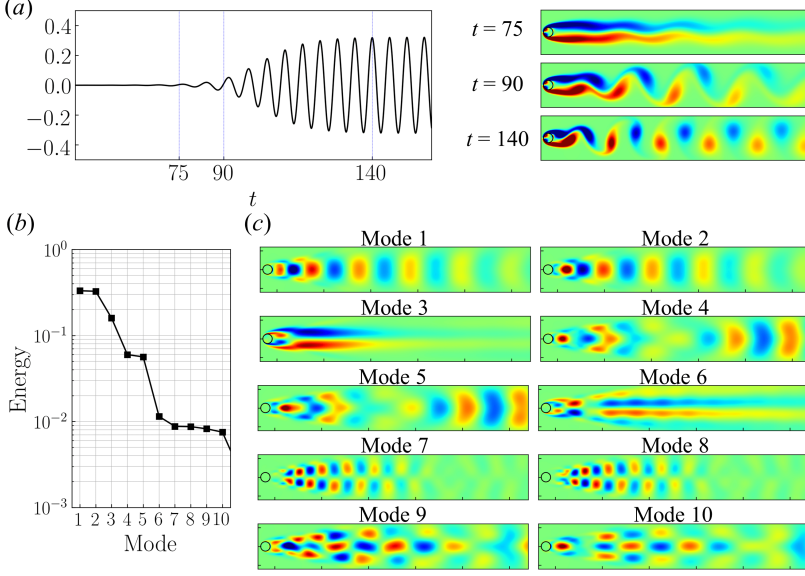 (a)
0.4
0.2
0.0
−0.2
−0.4
75 90 140
t
t = 75
t = 90
t = 140
(b)
10^0
10^-1
10^-2
10^-3
Energy
1 2 3 4 5 6 7 8 9 10
Mode
(c)
Mode 1 Mode 2
Mode 3 Mode 4
Mode 5 Mode 6
Mode 7 Mode 8
Mode 9 Mode 10